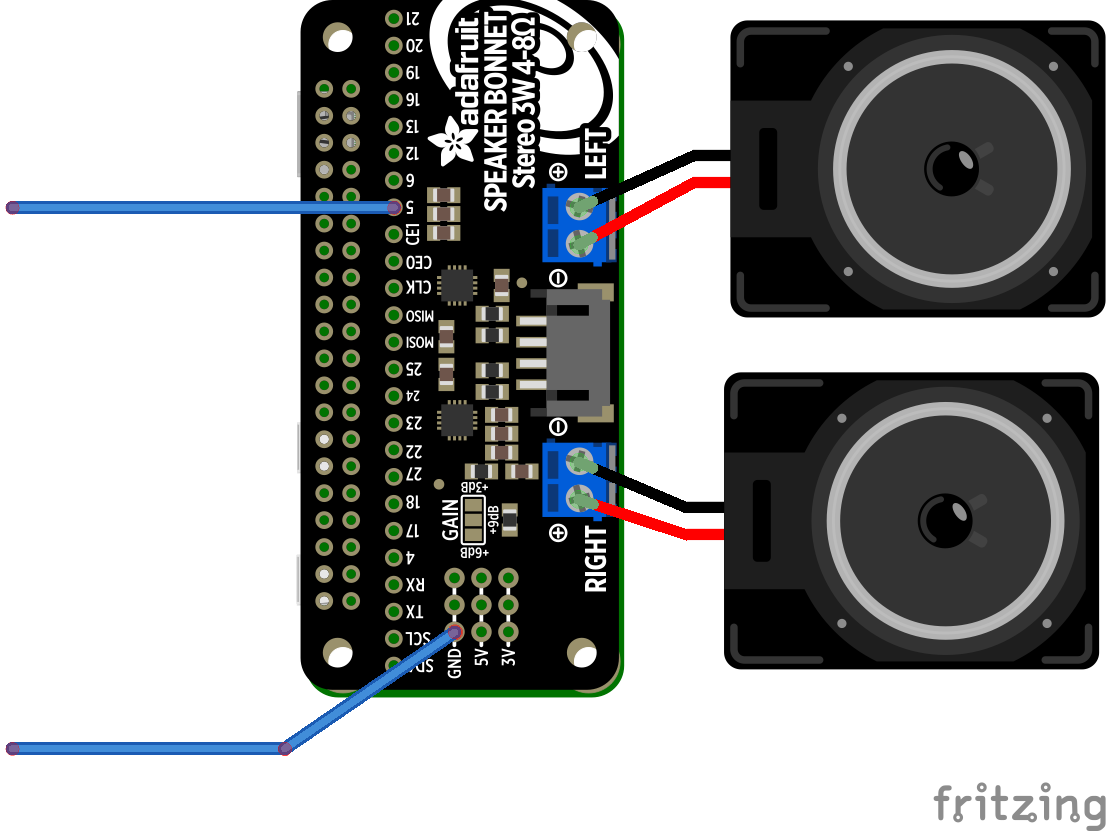 21
20
19
16
13
12
6
5
CE1
CE0
CLK
MISO
MOSI
25
24
23
22
27
18
17
4
RX
TX
SCL
adafruit
SPEAKER BONNET
Stereo 3W 4-8Ω
LEFT
+
−
−
+
RIGHT
GAIN
+3dB
+9dB
+6dB
GND
5V
3V
fritzing